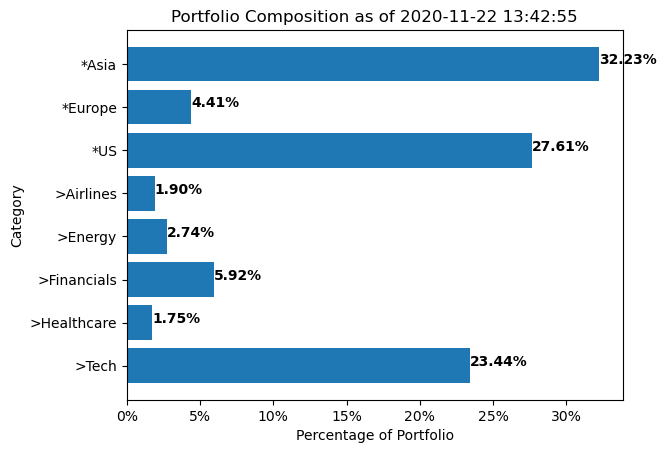 Portfolio Composition as of 2020-11-22 13:42:55
*Asia 32.23%
*Europe 4.41%
*US 27.61%
>Airlines 1.90%
>Energy 2.74%
>Financials 5.92%
>Healthcare 1.75%
>Tech 23.44%
Category
0% 5% 10% 15% 20% 25% 30%
Percentage of Portfolio